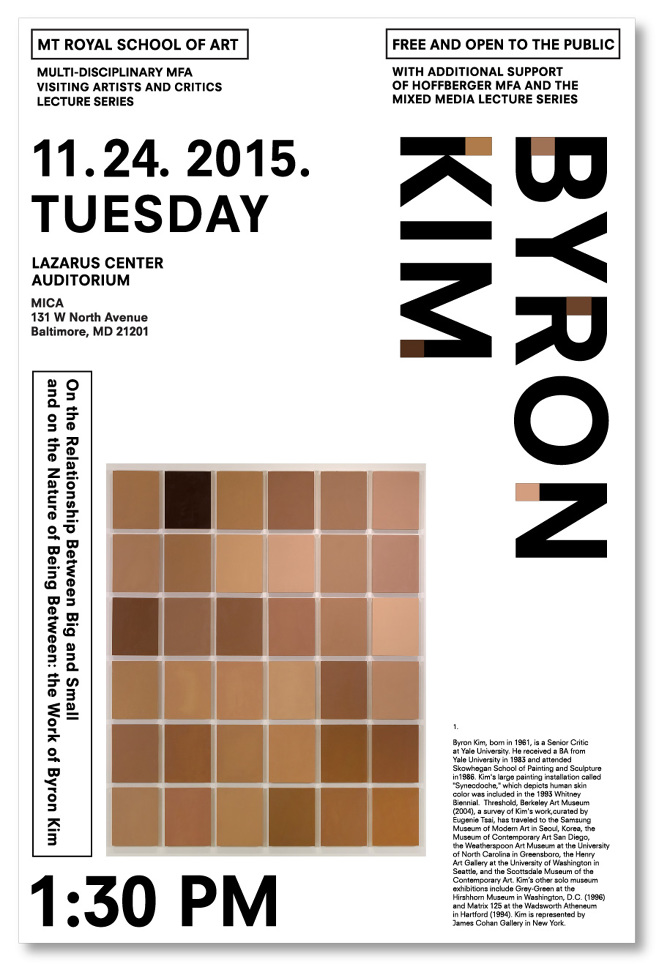 MT ROYAL SCHOOL OF ART
MULTI-DISCIPLINARY MFA
VISITING ARTISTS AND CRITICS
LECTURE SERIES
FREE AND OPEN TO THE PUBLIC
WITH ADDITIONAL SUPPORT
OF HOFFBERGER MFA AND THE
MIXED MEDIA LECTURE SERIES
11.24. 2015.
TUESDAY
LAZARUS CENTER
AUDITORIUM
MICA
131 W North Avenue
Baltimore, MD 21201
BYRON
KIM
On the Relationship Between Big and Small
and on the Nature of Being Between: the Work of Byron Kim
1:30 PM
1.
Byron Kim, born in 1961, is a Senior Critic
at Yale University. He received a BA from
Yale University in 1983 and attended
Skowhegan School of Painting and Sculpture
in1986. Kim's large painting installation called
"Synecdoche," which depicts human skin
color was included in the 1993 Whitney
Biennial. Threshold, Berkeley Art Museum
(2004), a survey of Kim's work,curated by
Eugenie Tsai, has traveled to the Samsung
Museum of Modern Art in Seoul, Korea, the
Museum of Contemporary Art San Diego,
the Weatherspoon Art Museum at the University
of North Carolina in Greensboro, the Henry
Art Gallery at the University of Washington in
Seattle, and the Scottsdale Museum of the
Contemporary Art. Kim's other solo museum
exhibitions include Grey-Green at the
Hirshhorn Museum in Washington, D.C. (1996)
and Matrix 125 at the Wadsworth Atheneum
in Hartford (1994). Kim is represented by
James Cohan Gallery in New York.